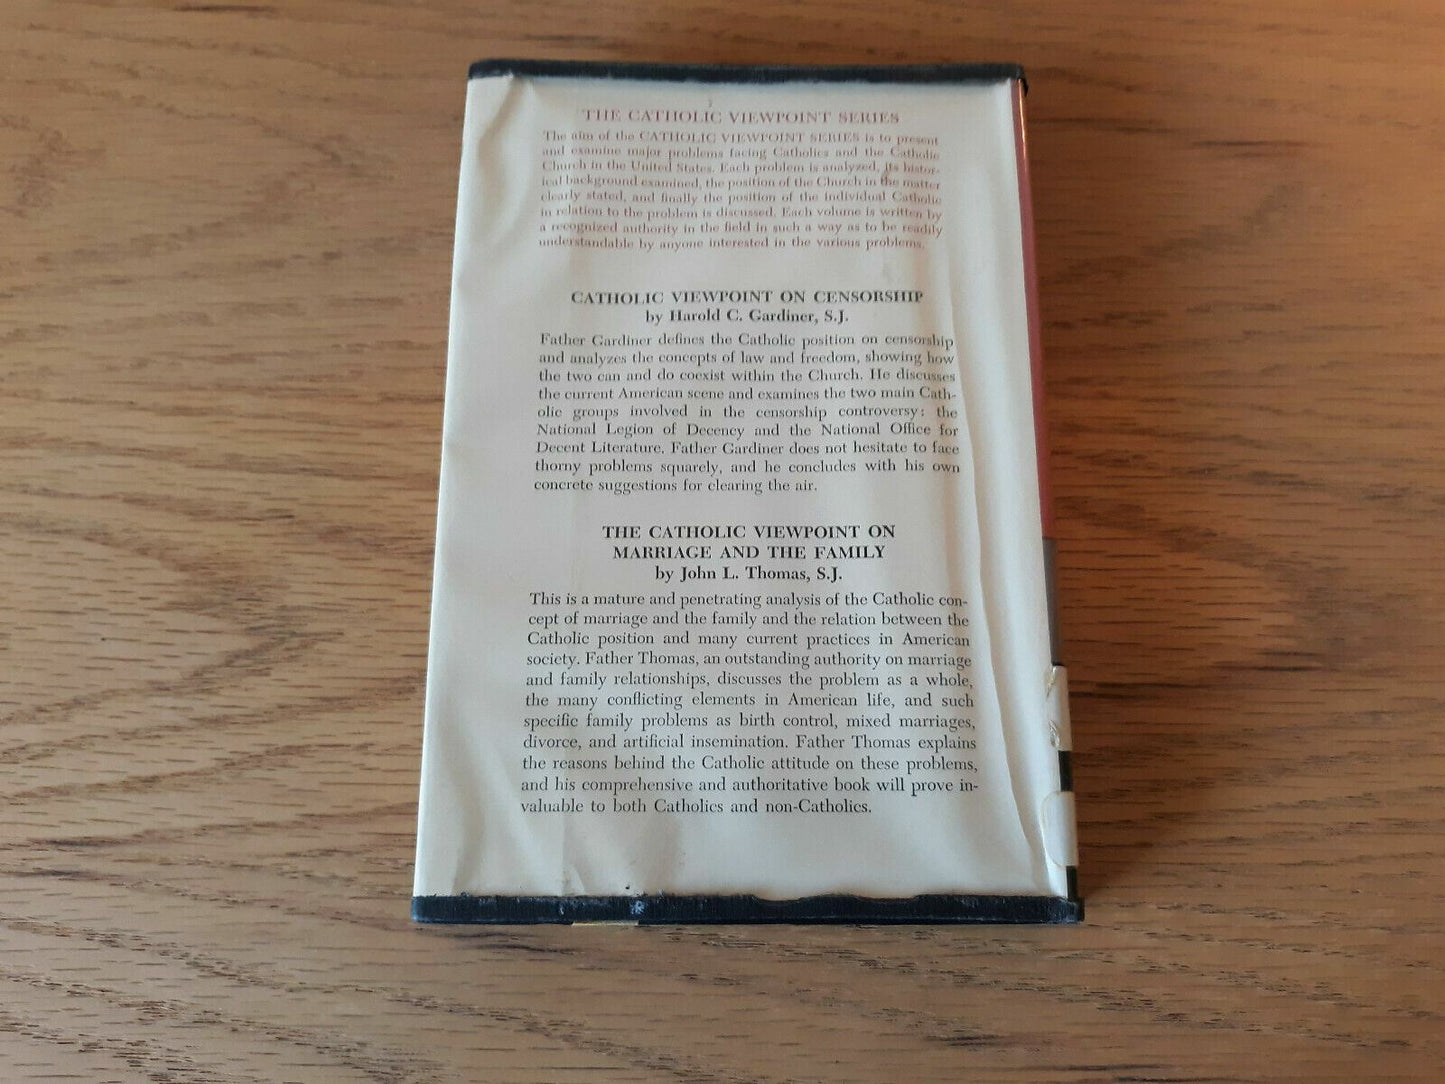 THE CATHOLIC VIEWPOINT SERIES
The aim of the CATHOLIC VIEWPOINT SERIES is to present
and examine major problems facing Catholics and the Catholic
Church in the United States. Each problem is analyzed, its histor-
ical background examined, the position of the Church in the matter
clearly stated, and finally the position of the individual Catholic
in relation to the problem is discussed. Each volume is written by
a recognized authority in the field in such a way as to be readily
understandable by anyone interested in the various problems.
CATHOLIC VIEWPOINT ON CENSORSHIP
by Harold C. Gardiner, S.J.
Father Gardiner defines the Catholic position on censorship
and analyzes the concepts of law and freedom, showing how
the two can and do coexist within the Church. He discusses
the current American scene and examines the two main Cath-
olic groups involved in the censorship controversy: the
National Legion of Decency and the National Office for
Decent Literature. Father Gardiner does not hesitate to face
thorny problems squarely, and he concludes with his own
concrete suggestions for clearing the air.
THE CATHOLIC VIEWPOINT ON
MARRIAGE AND THE FAMILY
by John L. Thomas, S.J.
This is a mature and penetrating analysis of the Catholic con-
cept of marriage and the family and the relation between the
Catholic position and many current practices in American
society. Father Thomas, an outstanding authority on marriage
and family relationships, discusses the problem as a whole,
the many conflicting elements in American life, and such
specific family problems as birth control, mixed marriages,
divorce, and artificial insemination. Father Thomas explains
the reasons behind the Catholic attitude on these problems,
and his comprehensive and authoritative book will prove in-
valuable to both Catholics and non-Catholics.